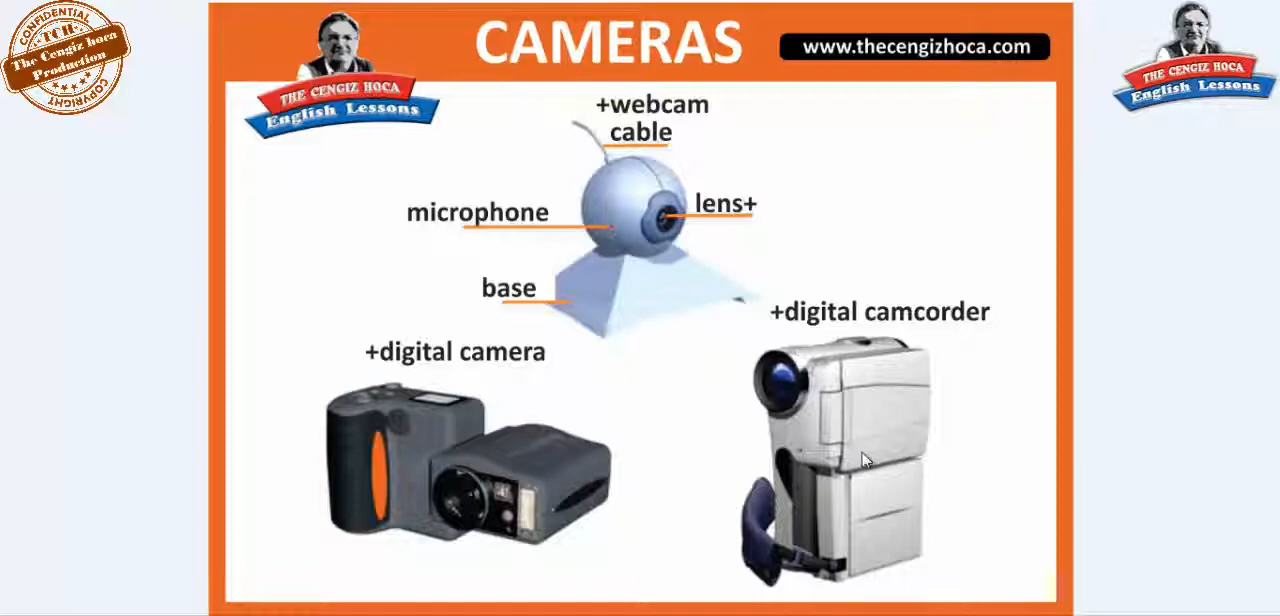 CONFIDENTIAL
TCH
The Cengiz hoca
Production
COPYRIGHT
THE CENGIZ HOCA
English Lessons
CAMERAS
www.thecengizhoca.com
THE CENGIZ HOCA
English Lessons
+webcam
cable
microphone
lens+
base
+digital camcorder
+digital camera